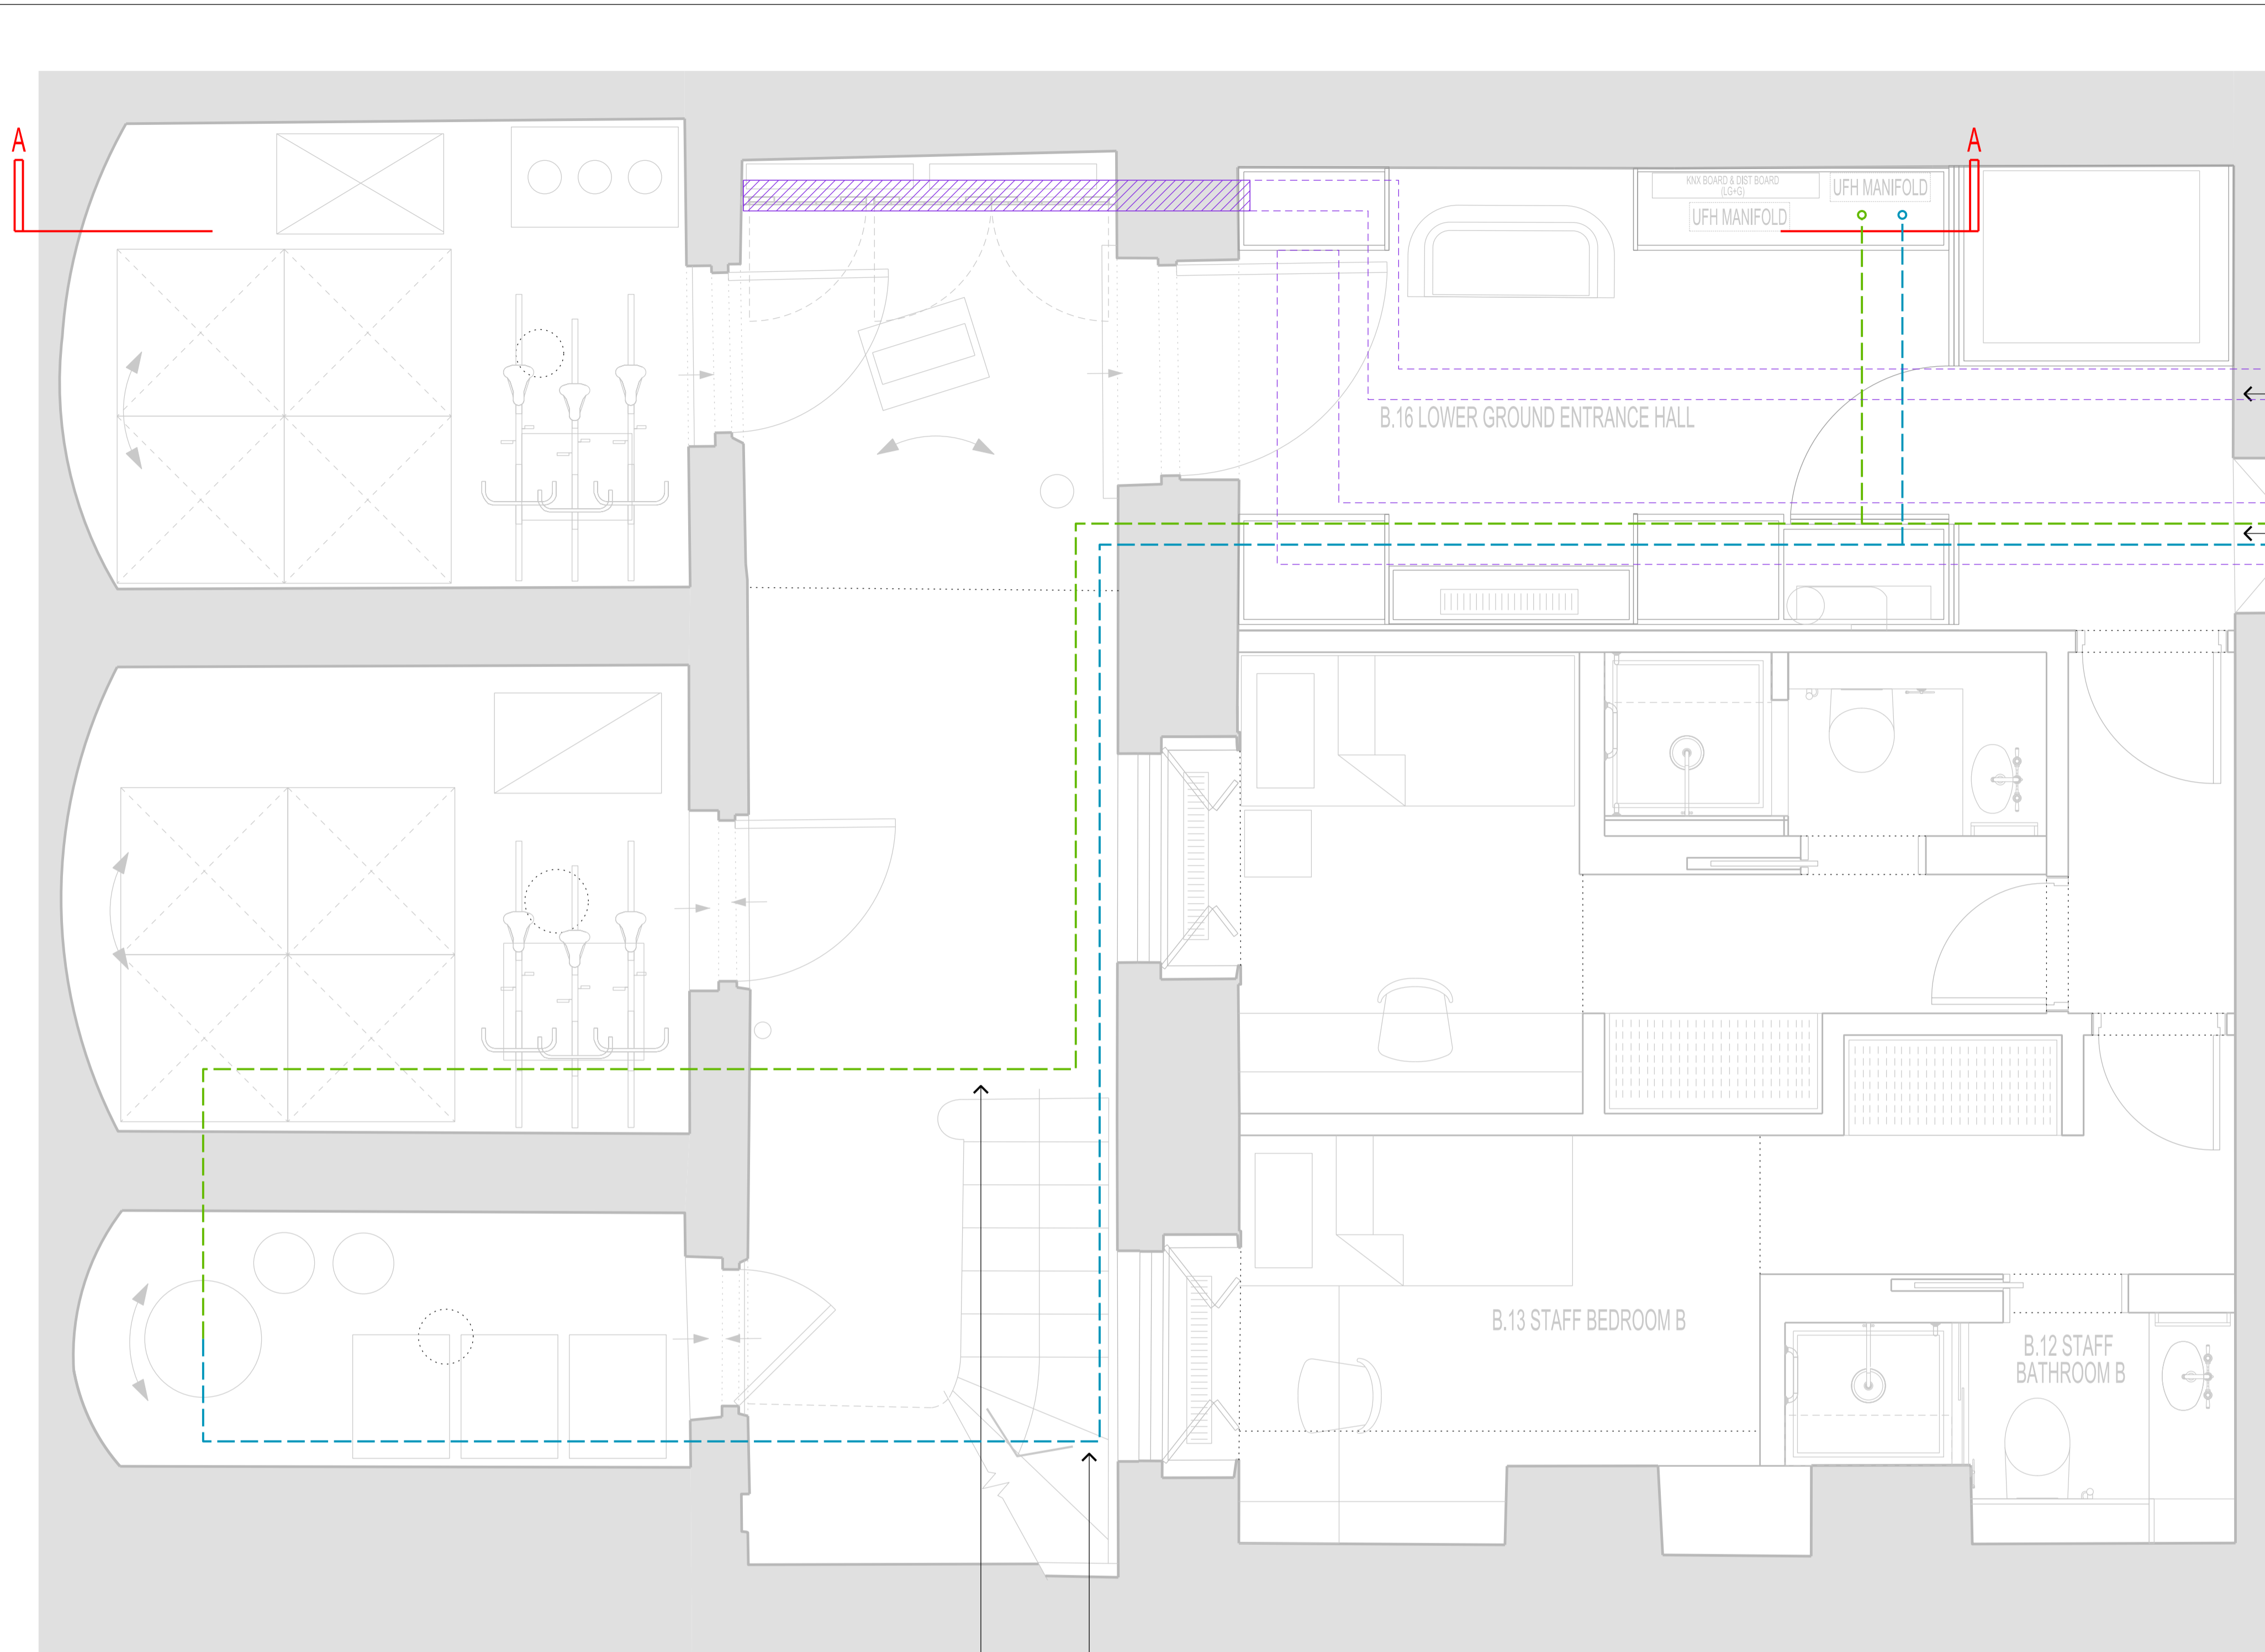 A
A
KNX BOARD & DIST BOARD
(LG+G)
UFH MANIFOLD
UFH MANIFOLD
B.16 LOWER GROUND ENTRANCE HALL
B.13 STAFF BEDROOM B
B.12 STAFF
BATHROOM B